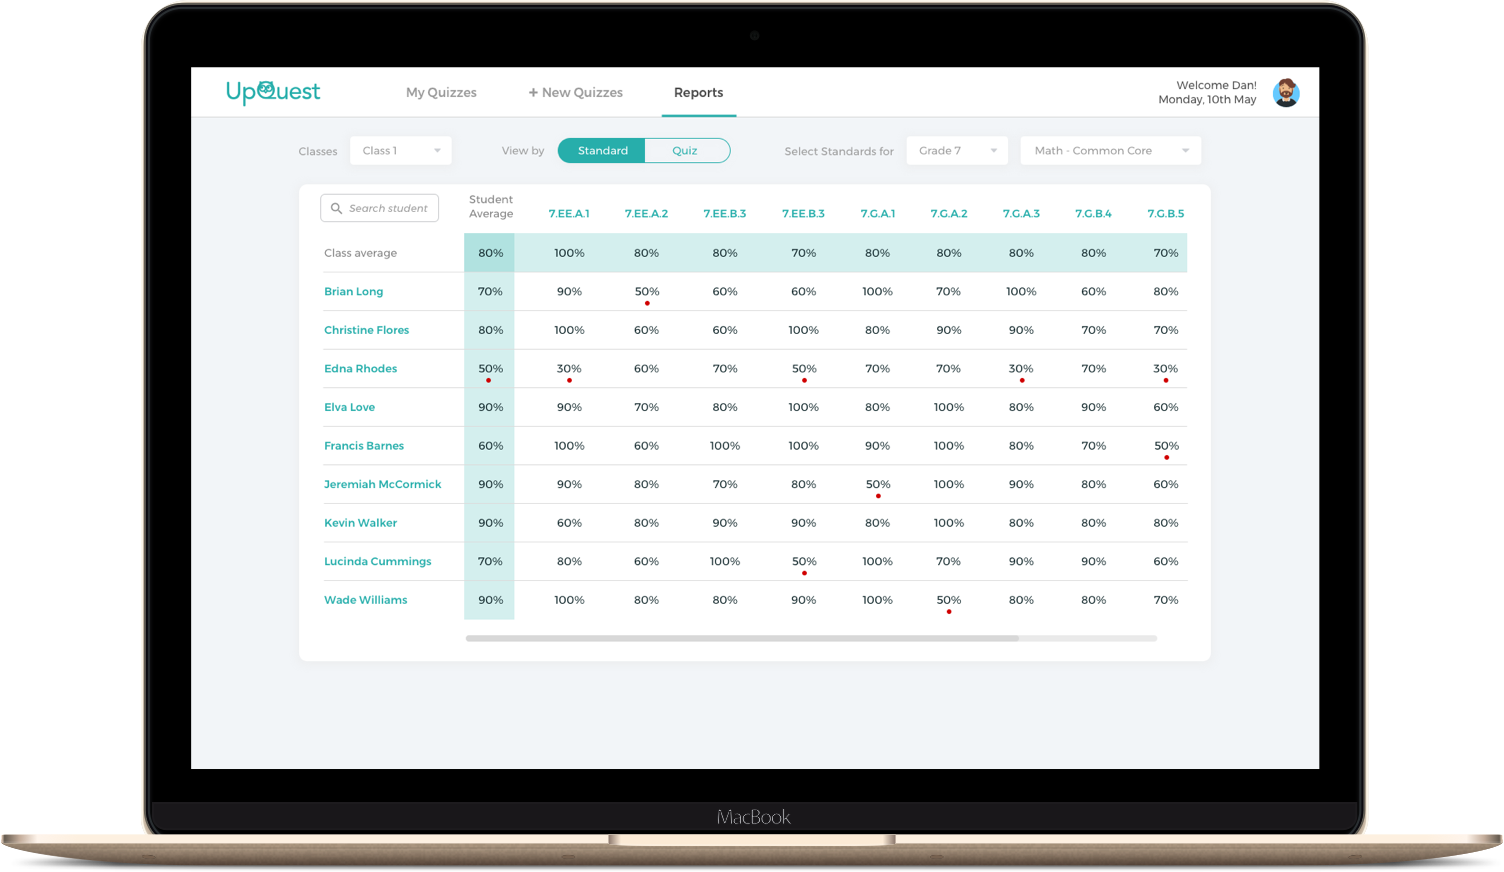 UpQuest
My Quizzes
+ New Quizzes
Reports
Welcome Dan!
Monday, 10th May
Classes
Class 1
View by
Standard
Quiz
Select Standards for
Grade 7
Math - Common Core
Search student
Student
Average
7.EE.A.1 7.EE.A.2 7.EE.B.3 7.EE.B.3 7.G.A.1 7.G.A.2 7.G.A.3 7.G.B.4 7.G.B.5
Class average 80% 100% 80% 80% 70% 80% 80% 80% 80% 70%
Brian Long 70% 90% 50% 60% 60% 100% 70% 100% 60% 80%
Christine Flores 80% 100% 60% 60% 100% 80% 90% 90% 70% 70%
Edna Rhodes 50% 30% 60% 70% 50% 70% 70% 30% 70% 30%
Elva Love 90% 90% 70% 80% 100% 80% 100% 80% 90% 60%
Francis Barnes 60% 100% 60% 100% 100% 90% 100% 80% 70% 50%
Jeremiah McCormick 90% 90% 80% 70% 80% 50% 100% 90% 80% 60%
Kevin Walker 90% 60% 80% 90% 90% 80% 100% 80% 80% 80%
Lucinda Cummings 70% 80% 60% 100% 50% 100% 70% 90% 90% 60%
Wade Williams 90% 100% 80% 80% 90% 100% 50% 80% 80% 70%
MacBook